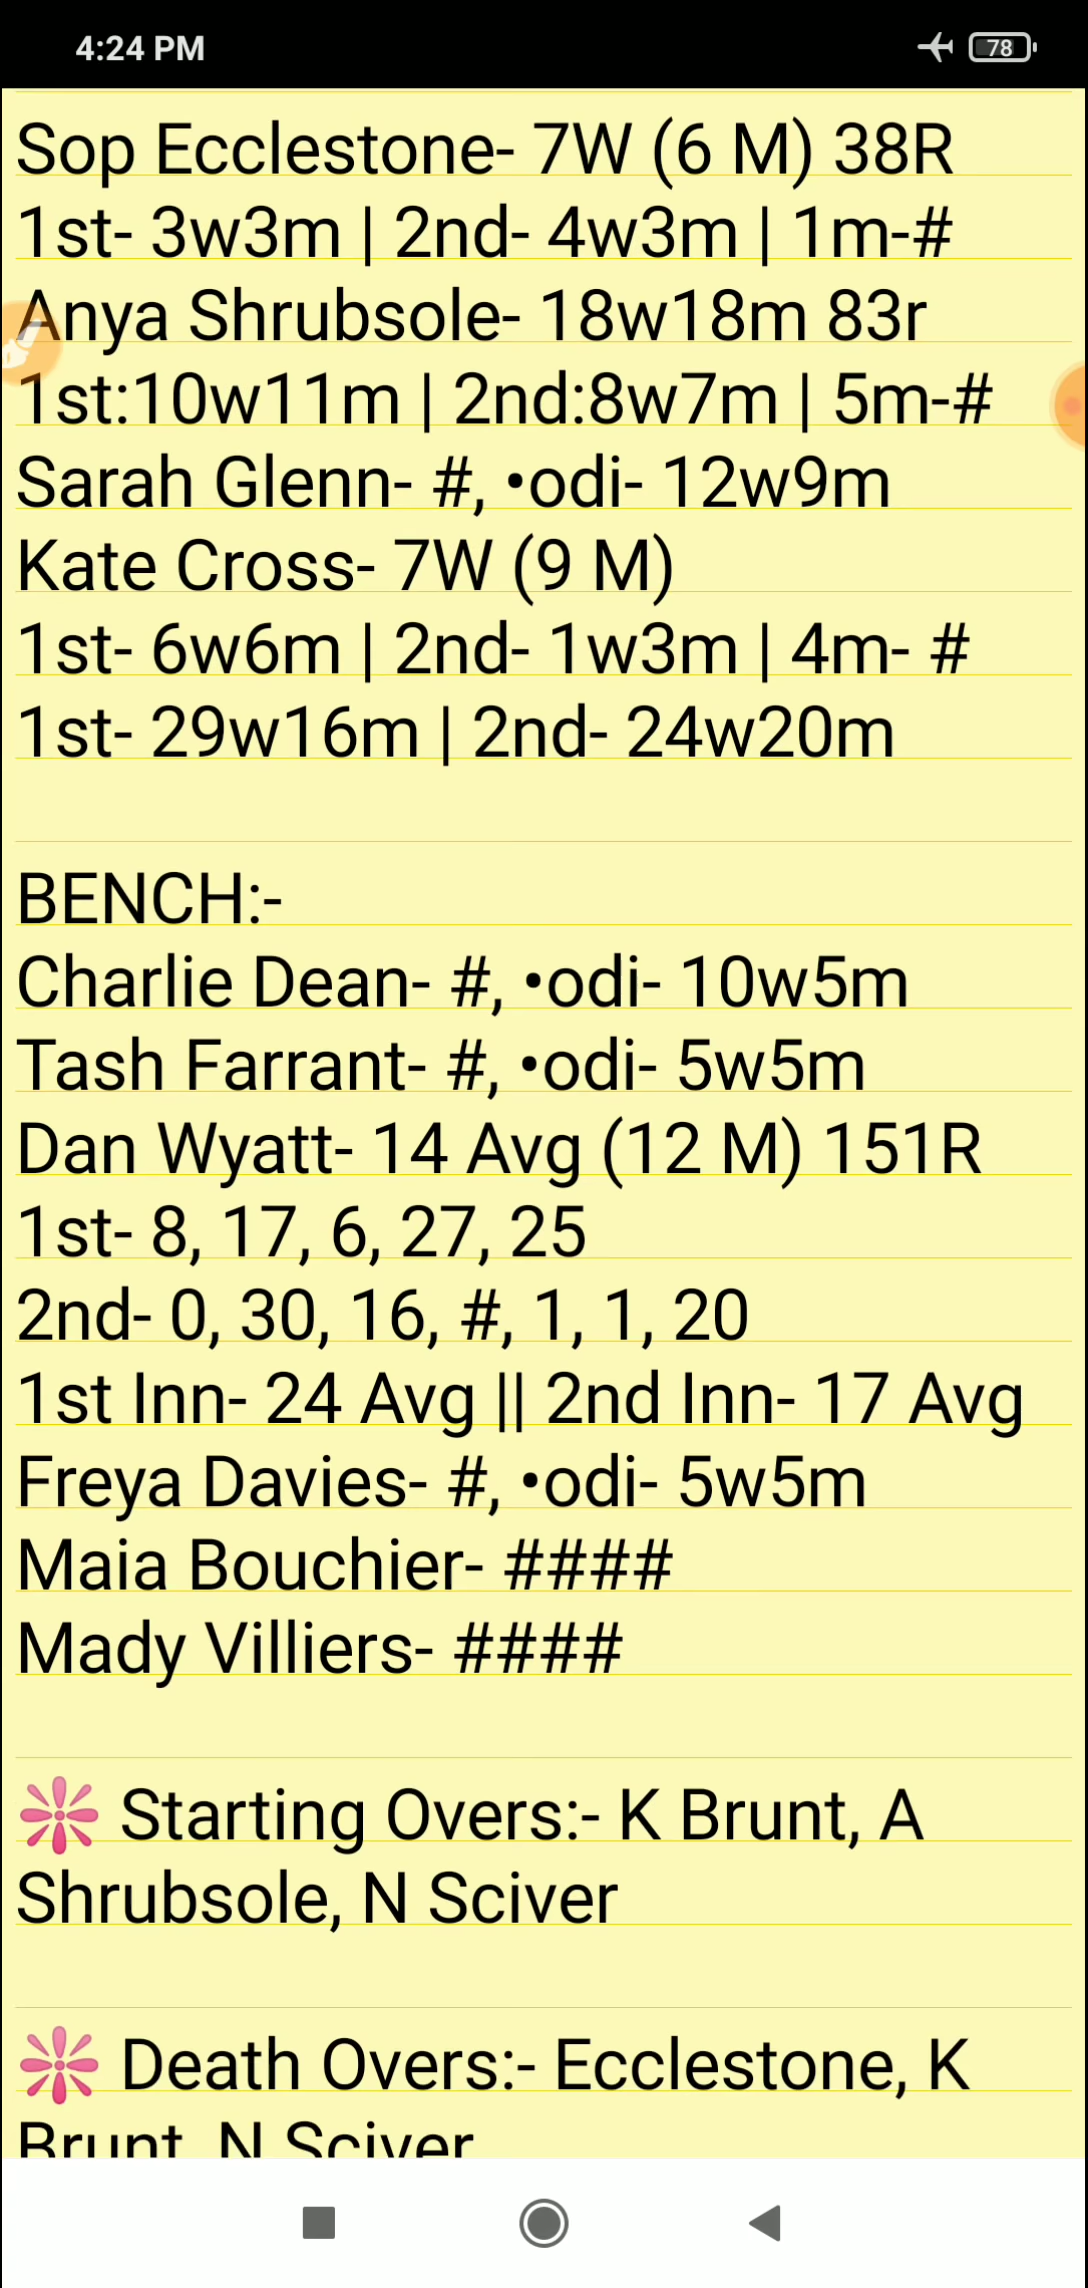 4:24 PM
78
Sop Ecclestone- 7W (6 M) 38R
1st- 3w3m | 2nd- 4w3m | 1m-#
Anya Shrubsole- 18w18m 83r
1st:10w11m | 2nd:8w7m | 5m-#
Sarah Glenn- #, •odi- 12w9m
Kate Cross- 7W (9 M)
1st- 6w6m | 2nd- 1w3m | 4m- #
1st- 29w16m | 2nd- 24w20m
BENCH:-
Charlie Dean- #, •odi- 10w5m
Tash Farrant- #, •odi- 5w5m
Dan Wyatt- 14 Avg (12 M) 151R
1st- 8, 17, 6, 27, 25
2nd- 0, 30, 16, #, 1, 1, 20
1st Inn- 24 Avg || 2nd Inn- 17 Avg
Freya Davies- #, •odi- 5w5m
Maia Bouchier- ####
Mady Villiers- ####
Starting Overs:- K Brunt, A
Shrubsole, N Sciver
Death Overs:- Ecclestone, K
Brunt, N Sciver